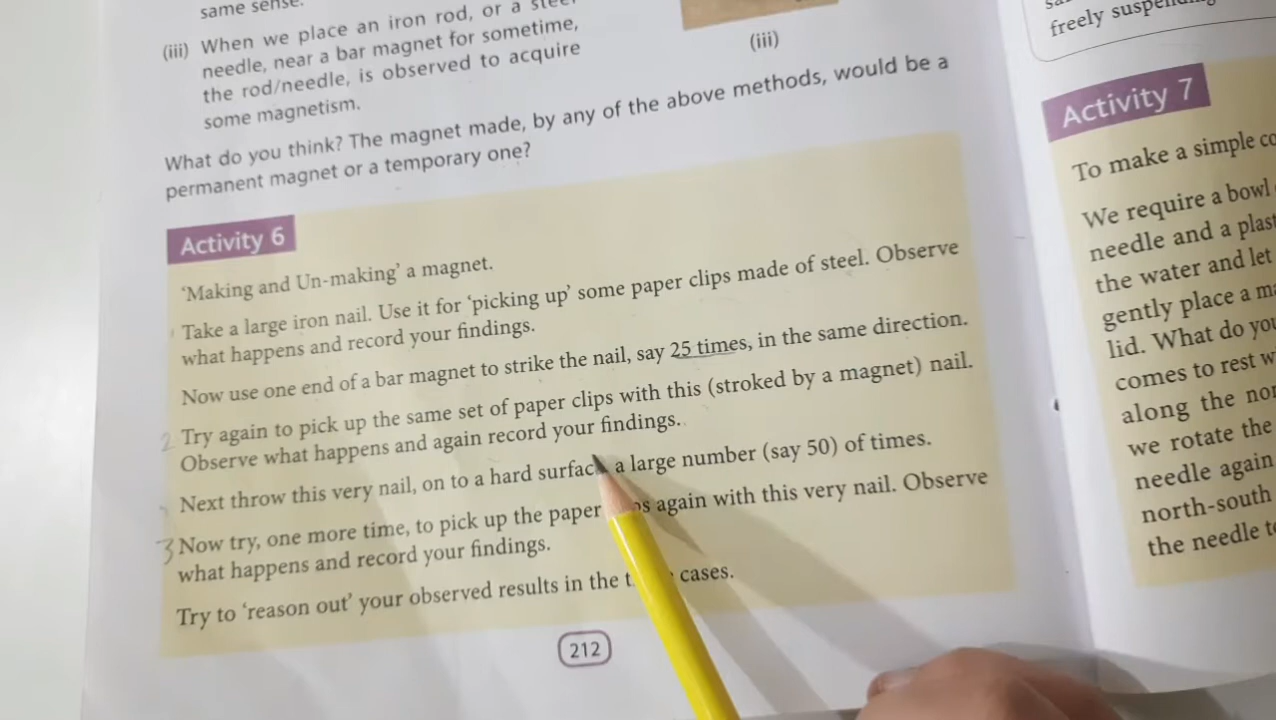 same sense.
(iii) When we place an iron rod, or a steel
needle, near a bar magnet for sometime,
the rod/needle, is observed to acquire
some magnetism.
(iii)
What do you think? The magnet made, by any of the above methods, would be a
permanent magnet or a temporary one?
Activity 6
‘Making and Un-making’ a magnet.
Take a large iron nail. Use it for ‘picking up’ some paper clips made of steel. Observe
what happens and record your findings.
Now use one end of a bar magnet to strike the nail, say 25 times, in the same direction.
2 Try again to pick up the same set of paper clips with this (stroked by a magnet) nail.
Observe what happens and again record your findings.
Next throw this very nail, on to a hard surface a large number (say 50) of times.
3 Now try, one more time, to pick up the paper again with this very nail. Observe
what happens and record your findings.
Try to ‘reason out’ your observed results in the cases.
212
freely
Activity 7
To make a simple
We require a bowl
needle and a
the water and let
gently place a
lid. What do you
comes to rest
along the
we rotate the
needle again
north-south
the needle